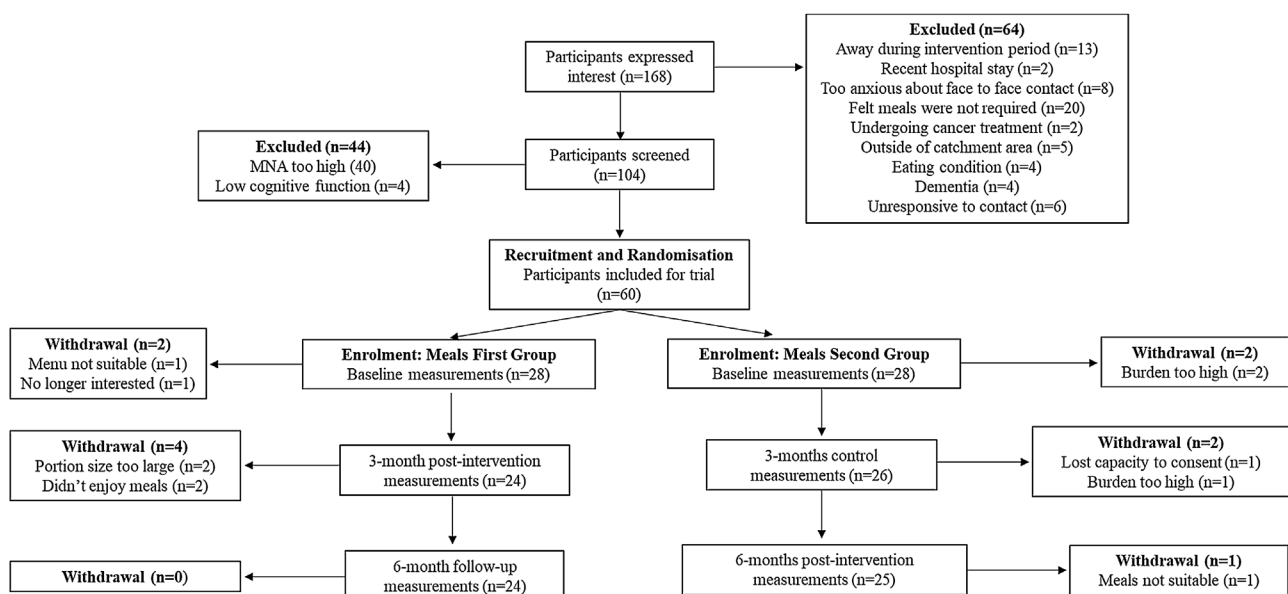 Participants expressed
interest (n=168)
Excluded (n=64)
Away during intervention period (n=13)
Recent hospital stay (n=2)
Too anxious about face to face contact (n=8)
Felt meals were not required (n=20)
Undergoing cancer treatment (n=2)
Outside of catchment area (n=5)
Eating condition (n=4)
Dementia (n=4)
Unresponsive to contact (n=6)
Excluded (n=44)
MNA too high (40)
Low cognitive function (n=4)
Participants screened
(n=104)
Recruitment and Randomisation
Participants included for trial
(n=60)
Withdrawal (n=2)
Menu not suitable (n=1)
No longer interested (n=1)
Enrolment: Meals First Group
Baseline measurements (n=28)
Enrolment: Meals Second Group
Baseline measurements (n=28)
Withdrawal (n=2)
Burden too high (n=2)
Withdrawal (n=4)
Portion size too large (n=2)
Didn't enjoy meals (n=2)
3-month post-intervention
measurements (n=24)
3-months control
measurements (n=26)
Withdrawal (n=2)
Lost capacity to consent (n=1)
Burden too high (n=1)
Withdrawal (n=0)
6-month follow-up
measurements (n=24)
6-months post-intervention
measurements (n=25)
Withdrawal (n=1)
Meals not suitable (n=1)